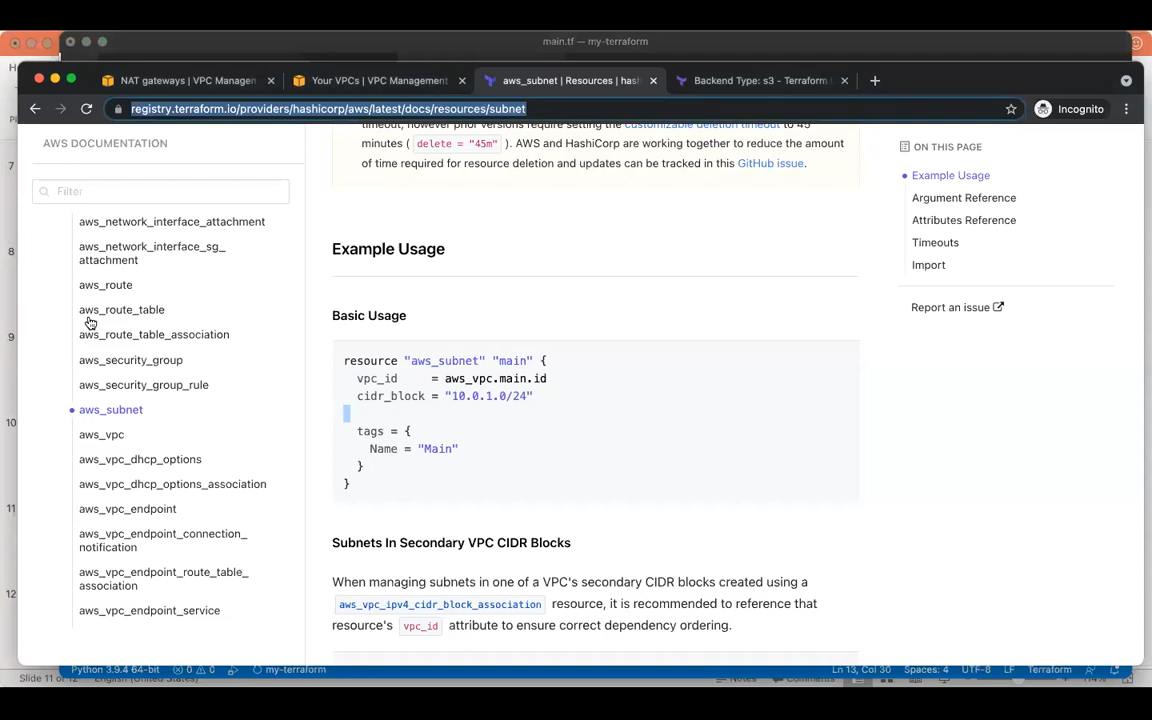 main.tf — my-terraform
NAT gateways | VPC Managen
Your VPCs | VPC Management
aws_subnet | Resources | hash
Backend Type: s3 - Terraform
registry.terraform.io/providers/hashicorp/aws/latest/docs/resources/subnet
Incognito
AWS DOCUMENTATION
Filter
aws_network_interface_attachment
aws_network_interface_sg_
attachment
aws_route
aws_route_table
aws_route_table_association
aws_security_group
aws_security_group_rule
aws_subnet
aws_vpc
aws_vpc_dhcp_options
aws_vpc_dhcp_options_association
aws_vpc_endpoint
aws_vpc_endpoint_connection_
notification
aws_vpc_endpoint_route_table_
association
aws_vpc_endpoint_service
timeout, however prior versions require setting the customizable deletion timeout to 45
minutes ( delete = "45m" ). AWS and HashiCorp are working together to reduce the amount
of time required for resource deletion and updates can be tracked in this GitHub issue.
Example Usage
Basic Usage
resource "aws_subnet" "main" {
vpc_id = aws_vpc.main.id
cidr_block = "10.0.1.0/24"
tags = {
Name = "Main"
}
}
Subnets In Secondary VPC CIDR Blocks
When managing subnets in one of a VPC's secondary CIDR blocks created using a
aws_vpc_ipv4_cidr_block_association resource, it is recommended to reference that
resource's vpc_id attribute to ensure correct dependency ordering.
ON THIS PAGE
Example Usage
Argument Reference
Attributes Reference
Timeouts
Import
Report an issue
7
8
9
10
11
12
Python 3.9.4 64-bit 0 0 my-terraform
Ln 13, Col 30 Spaces: 4 UTF-8 LF Terraform
Slide 11 of 12 English (United States)
Notes Comments